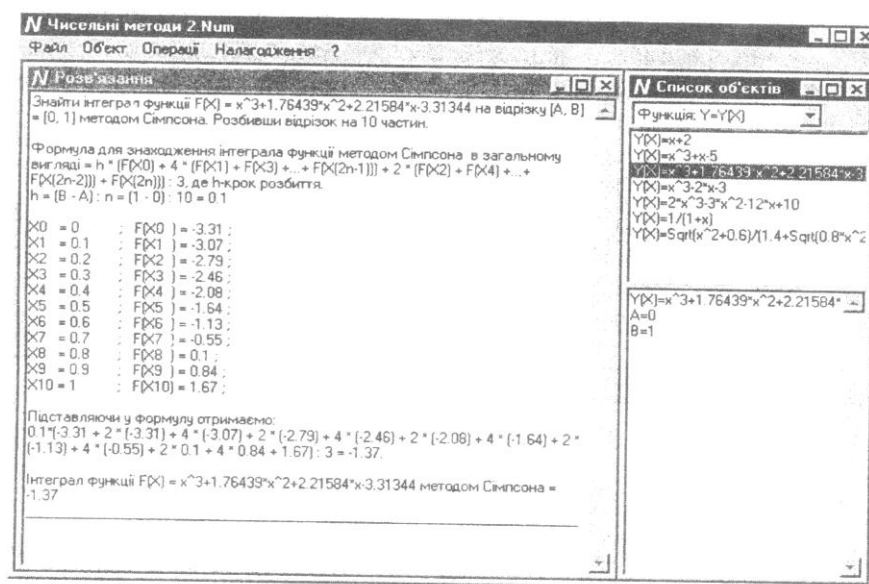 N Чисельні методи 2.Num
Файл Об'єкт Операції Налагодження ?
N Розв'язання
Знайти інтеграл функції F(X) = x^3+1.76439*x^2+2.21584*x-3.31344 на відрізку [A, B]
= [0, 1] методом Сімпсона. Розбивши відрізок на 10 частин.
Формула для знаходження інтеграла функції методом Сімпсона в загальному
вигляді = h * (F(X0) + 4 * (F(X1) + F(X3) +...+ F(X(2n-1))) + 2 * (F(X2) + F(X4) +...+
F(X(2n-2))) + F(X(2n))) : 3, де h-крок розбиття.
h = (B - A) : n = (1 - 0) : 10 = 0.1
X0 = 0 ; F(X0 ) = -3.31 ;
X1 = 0.1 ; F(X1 ) = -3.07 ;
X2 = 0.2 ; F(X2 ) = -2.79 ;
X3 = 0.3 ; F(X3 ) = -2.46 ;
X4 = 0.4 ; F(X4 ) = -2.08 ;
X5 = 0.5 ; F(X5 ) = -1.64 ;
X6 = 0.6 ; F(X6 ) = -1.13 ;
X7 = 0.7 ; F(X7 ) = -0.55 ;
X8 = 0.8 ; F(X8 ) = 0.1 ;
X9 = 0.9 ; F(X9 ) = 0.84 ;
X10 = 1 ; F(X10) = 1.67 ;
Підставляючи у формулу отримаємо:
0.1*(-3.31 + 2 * (-3.31) + 4 * (-3.07) + 2 * (-2.79) + 4 * (-2.46) + 2 * (-2.08) + 4 * (-1.64) + 2 *
(-1.13) + 4 * (-0.55) + 2 * 0.1 + 4 * 0.84 + 1.67) : 3 = -1.37.
Інтеграл функції F(X) = x^3+1.76439*x^2+2.21584*x-3.31344 методом Сімпсона =
-1.37
N Список об'єктів
Функція: Y=Y(X)
Y(X)=x+2
Y(X)=x^3+x-5
Y(X)=x^3+1.76439*x^2+2.21584*x-3
Y(X)=x^3-2*x-3
Y(X)=2*x^3-3*x^2-12*x+10
Y(X)=1/(1+x)
Y(X)=Sqrt(x^2+0.6)/(1.4+Sqrt(0.8*x^2
Y(X)=x^3+1.76439*x^2+2.21584*
A=0
B=1